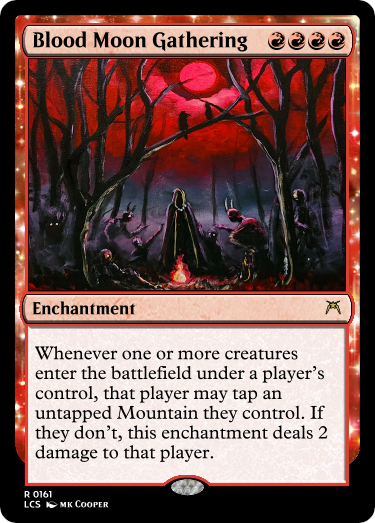 Blood Moon Gathering
Enchantment
Whenever one or more creatures
enter the battlefield under a player's
control, that player may tap an
untapped Mountain they control. If
they don't, this enchantment deals 2
damage to that player.
R 0161
LCS MK COOPER